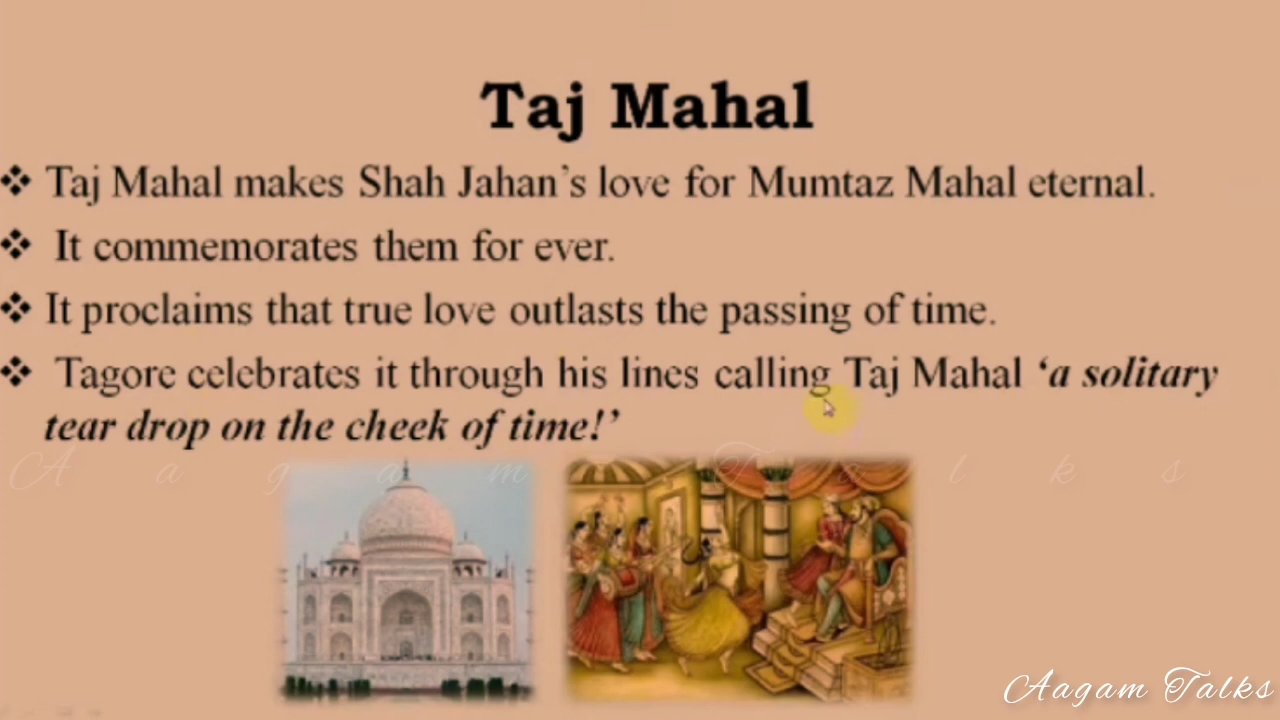 Taj Mahal
❖ Taj Mahal makes Shah Jahan's love for Mumtaz Mahal eternal.
❖ It commemorates them for ever.
❖ It proclaims that true love outlasts the passing of time.
❖ Tagore celebrates it through his lines calling Taj Mahal ‘a solitary
tear drop on the cheek of time!’
A a g a m T a l k s
Aagam Talks